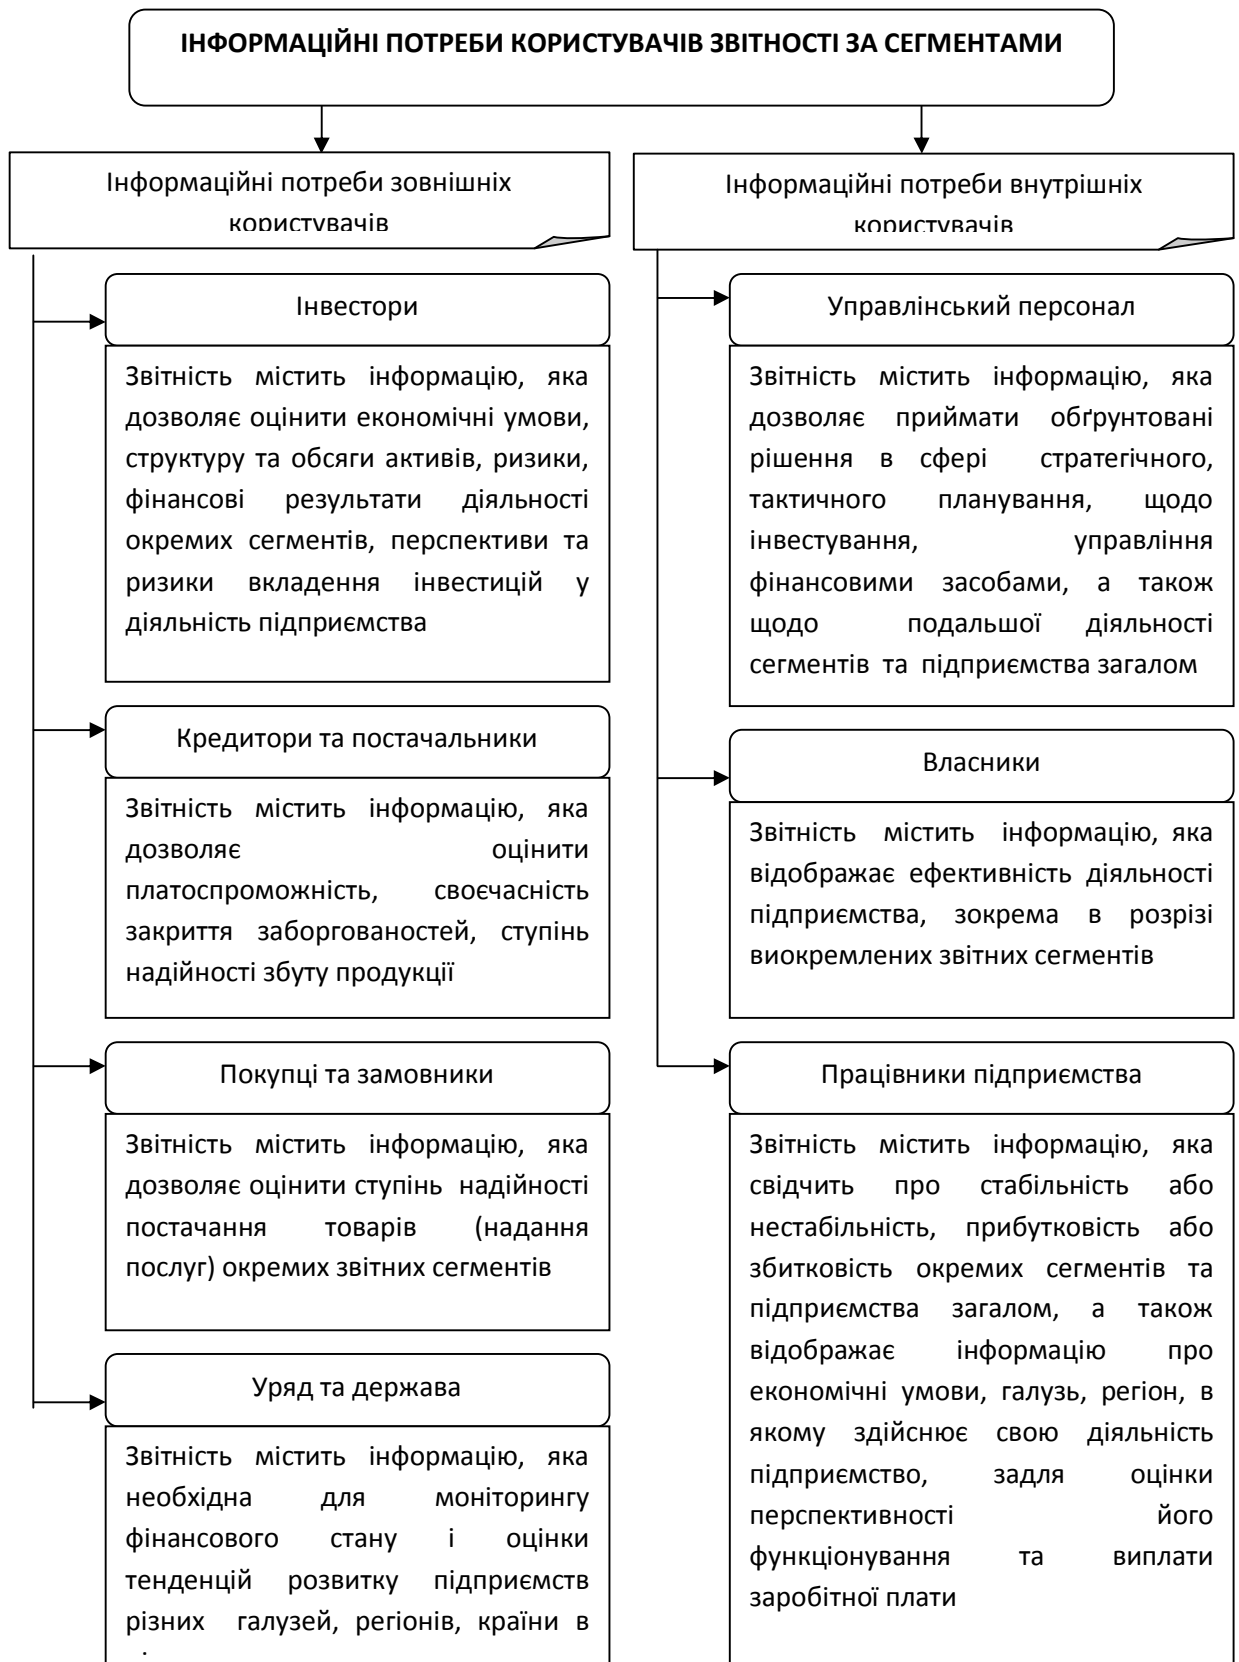 ІНФОРМАЦІЙНІ ПОТРЕБИ КОРИСТУВАЧІВ ЗВІТНОСТІ ЗА СЕГМЕНТАМИ
Інформаційні потреби зовнішніх
користувачів
Інвестори
Звітність містить інформацію, яка
дозволяє оцінити економічні умови,
структуру та обсяги активів, ризики,
фінансові результати діяльності
окремих сегментів, перспективи та
ризики вкладення інвестицій у
діяльність підприємства
Кредитори та постачальники
Звітність містить інформацію, яка
дозволяє оцінити
платоспроможність, своєчасність
закриття заборгованостей, ступінь
надійності збуту продукції
Покупці та замовники
Звітність містить інформацію, яка
дозволяє оцінити ступінь надійності
постачання товарів (надання
послуг) окремих звітних сегментів
Уряд та держава
Звітність містить інформацію, яка
необхідна для моніторингу
фінансового стану і оцінки
тенденцій розвитку підприємств
різних галузей, регіонів, країни в
Інформаційні потреби внутрішніх
користувачів
Управлінський персонал
Звітність містить інформацію, яка
дозволяє приймати обґрунтовані
рішення в сфері стратегічного,
тактичного планування, щодо
інвестування, управління
фінансовими засобами, а також
щодо подальшої діяльності
сегментів та підприємства загалом
Власники
Звітність містить інформацію, яка
відображає ефективність діяльності
підприємства, зокрема в розрізі
виокремлених звітних сегментів
Працівники підприємства
Звітність містить інформацію, яка
свідчить про стабільність або
нестабільність, прибутковість або
збитковість окремих сегментів та
підприємства загалом, а також
відображає інформацію про
економічні умови, галузь, регіон, в
якому здійснює свою діяльність
підприємство, задля оцінки
перспективності його
функціонування та виплати
заробітної плати